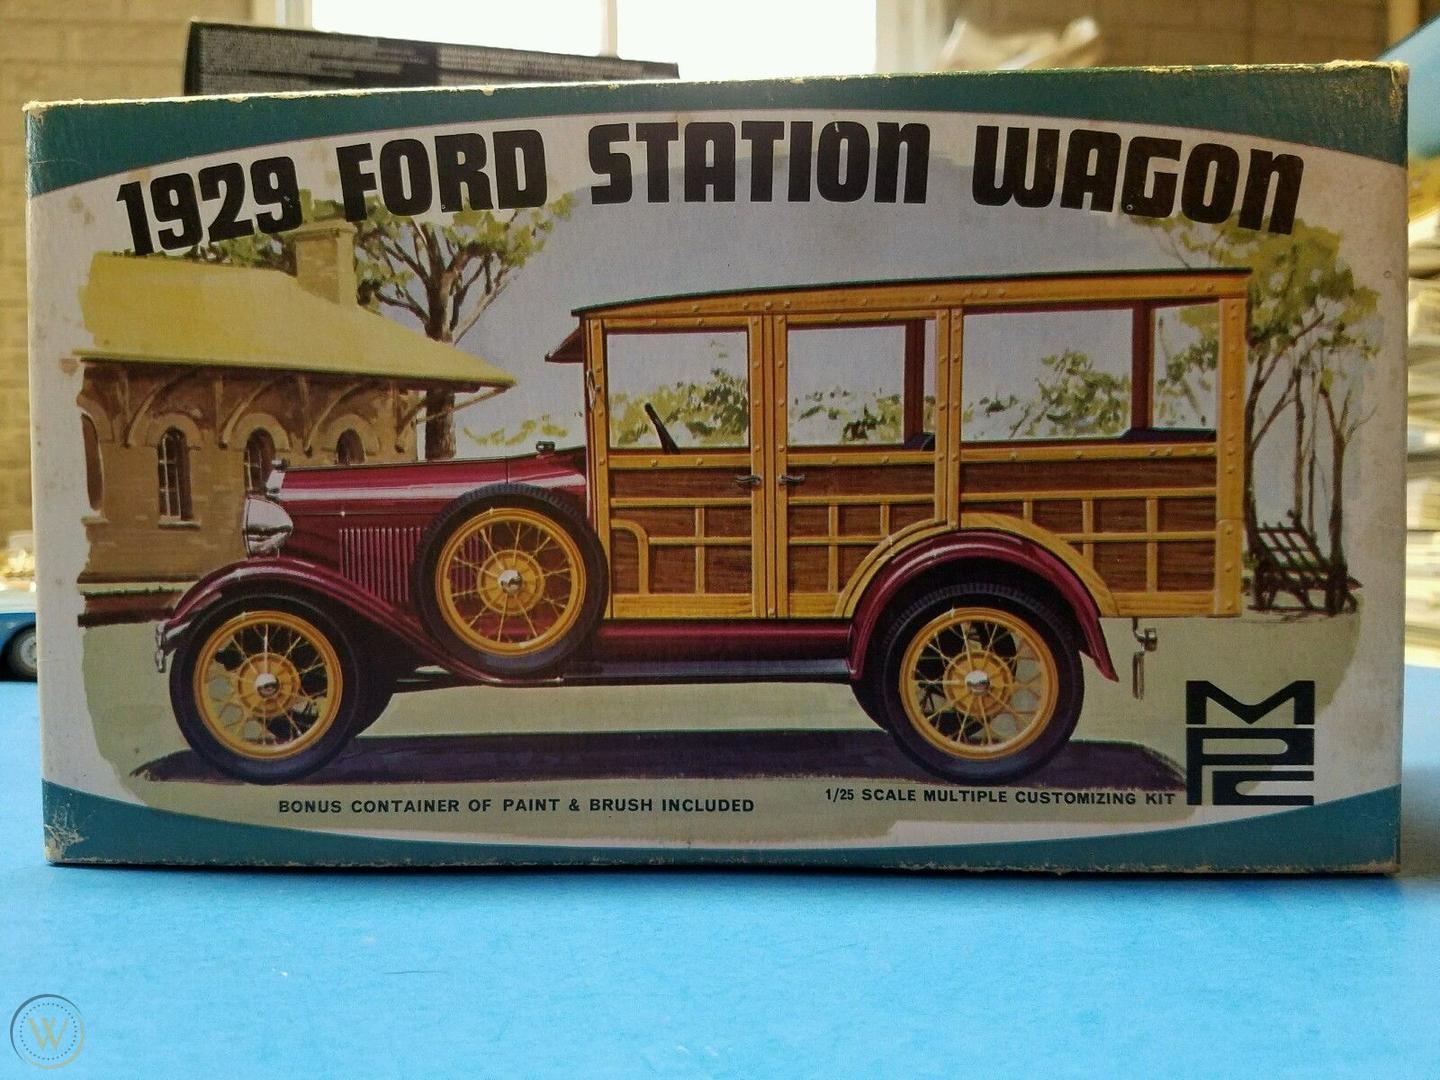 1929 FORD STATION WAGON
BONUS CONTAINER OF PAINT & BRUSH INCLUDED
1/25 SCALE MULTIPLE CUSTOMIZING KIT
MPC
W